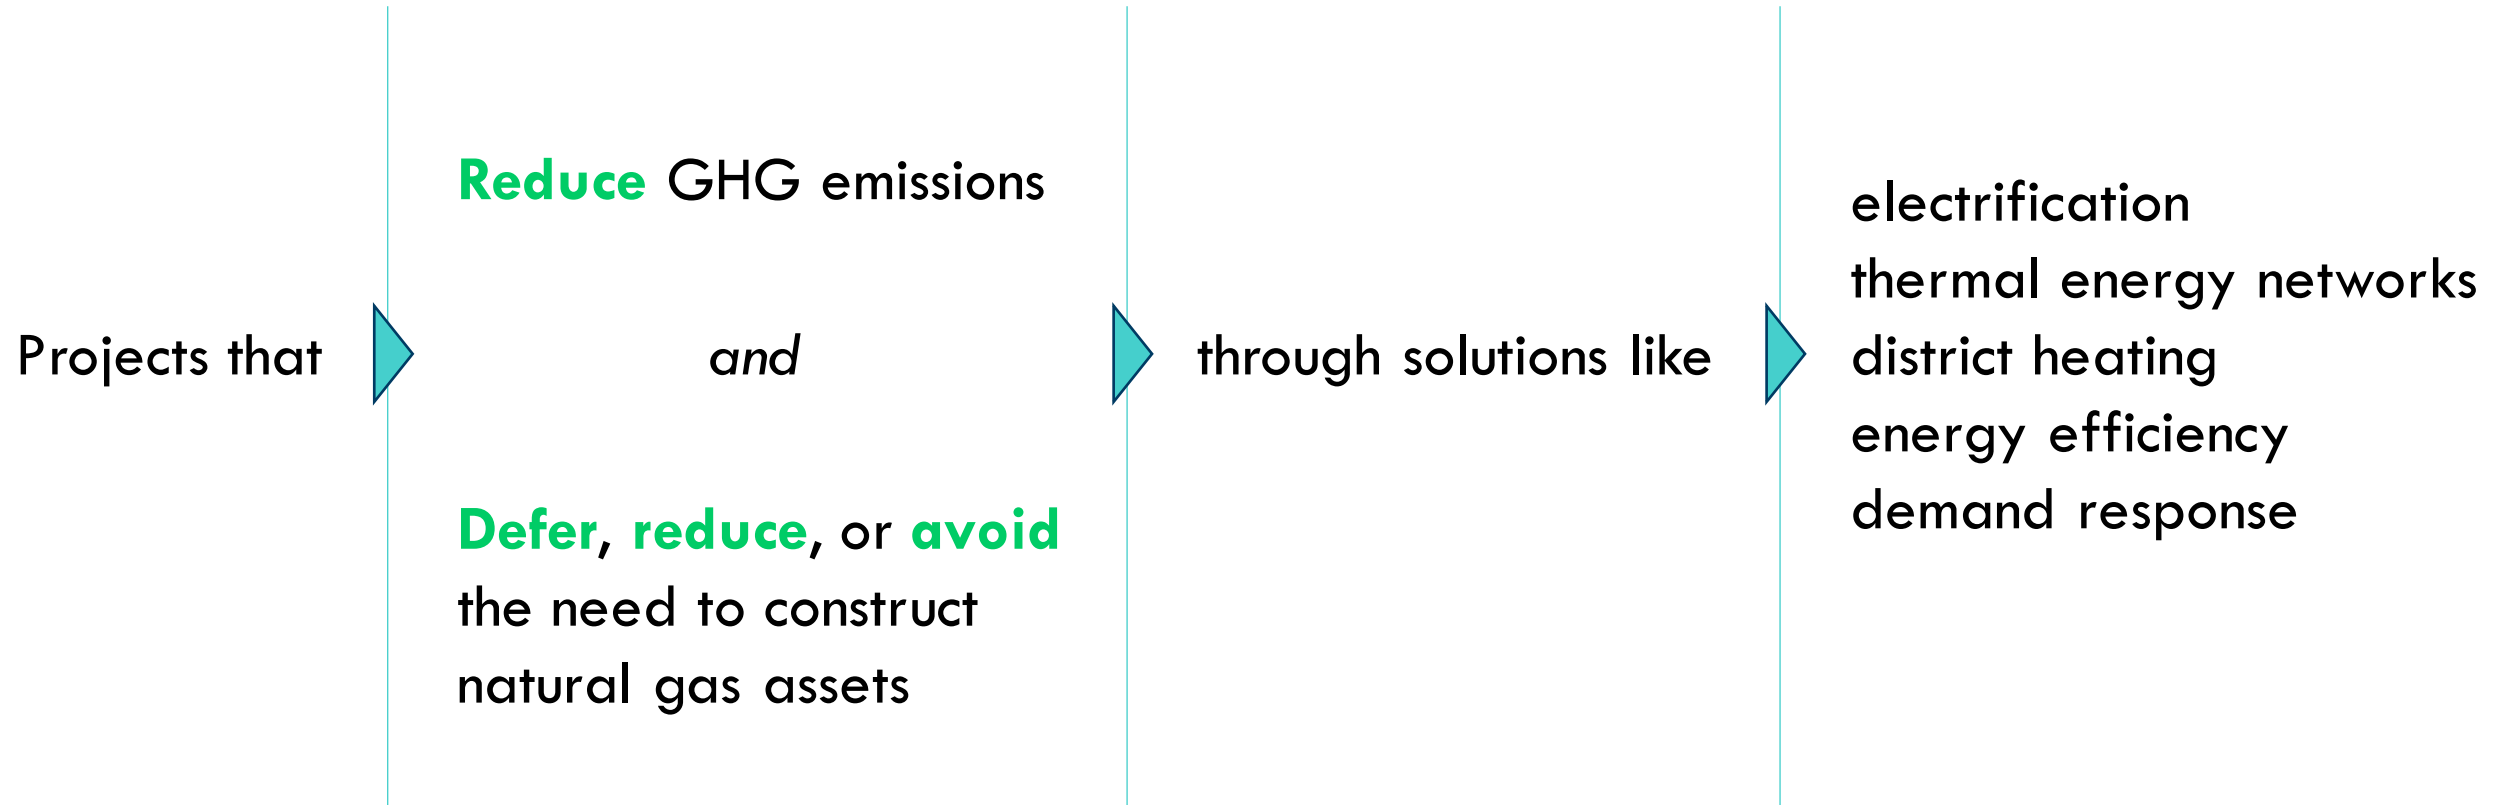 Projects that
Reduce GHG emissions
and
Defer, reduce, or avoid
the need to construct
natural gas assets
through solutions like
electrification
thermal energy networks
district heating
energy efficiency
demand response